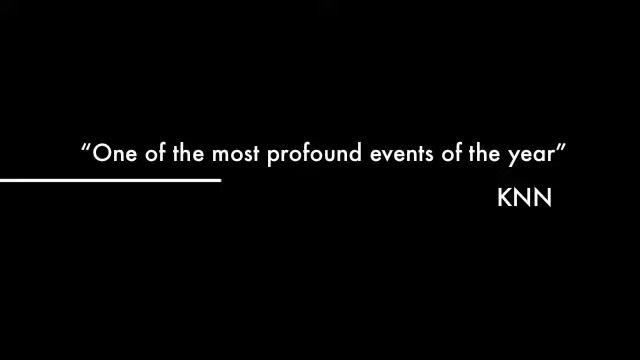 “One of the most profound events of the year”
KNN